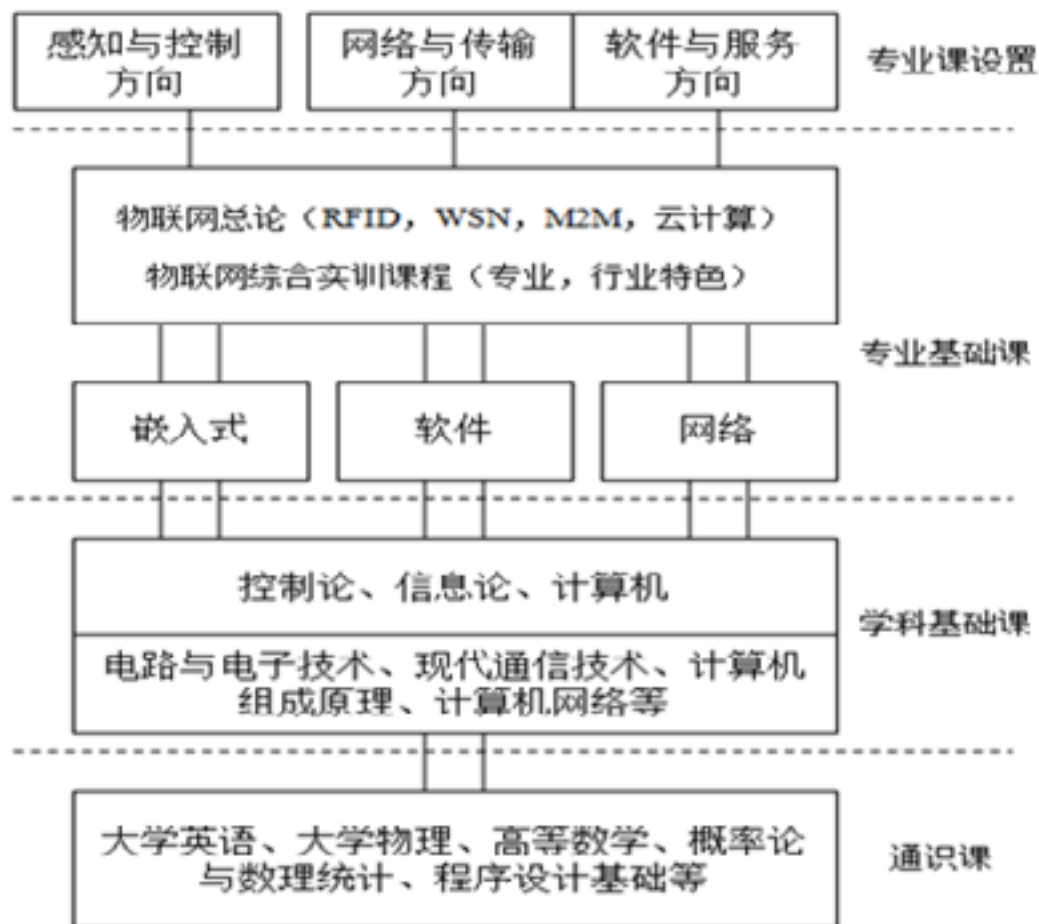 感知与控制
方向
网络与传输
方向
软件与服务
方向
专业课设置
物联网总论（RFID，WSN，M2M，云计算）
物联网综合实训课程（专业，行业特色）
专业基础课
嵌入式
软件
网络
控制论、信息论、计算机
学科基础课
电路与电子技术、现代通信技术、计算机
组成原理、计算机网络等
大学英语、大学物理、高等数学、概率论
与数理统计、程序设计基础等
通识课